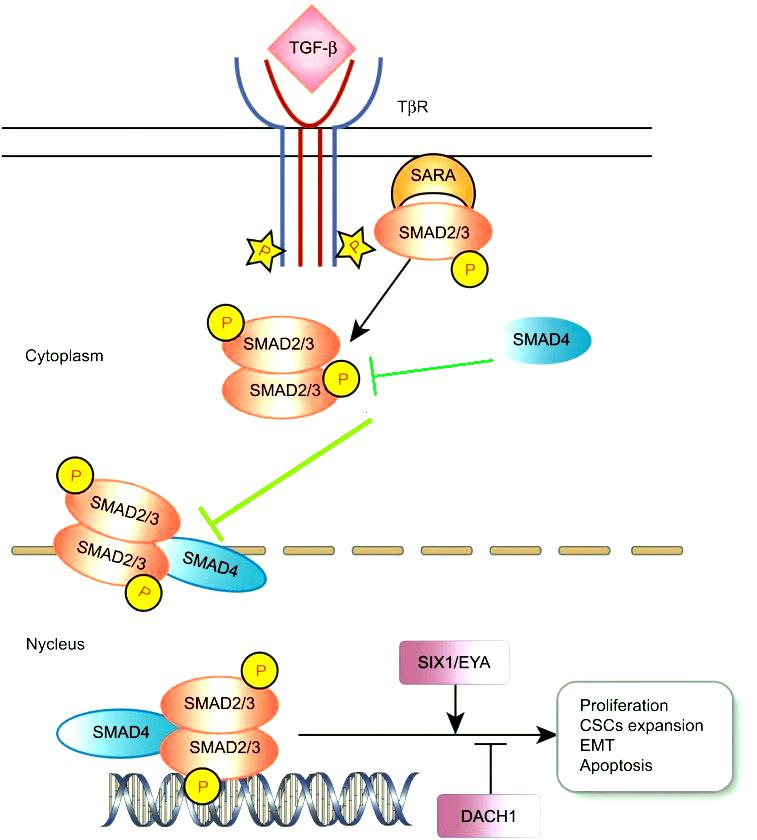 TGF-β
TβR
SARA
SMAD2/3
P
P
P
P
SMAD2/3
SMAD4
Cytoplasm
SMAD2/3
P
P
SMAD2/3
SMAD2/3
SMAD4
P
Nycleus
P
SIX1/EYA
SMAD2/3
SMAD4
SMAD2/3
Proliferation
CSCs expansion
EMT
Apoptosis
P
DACH1